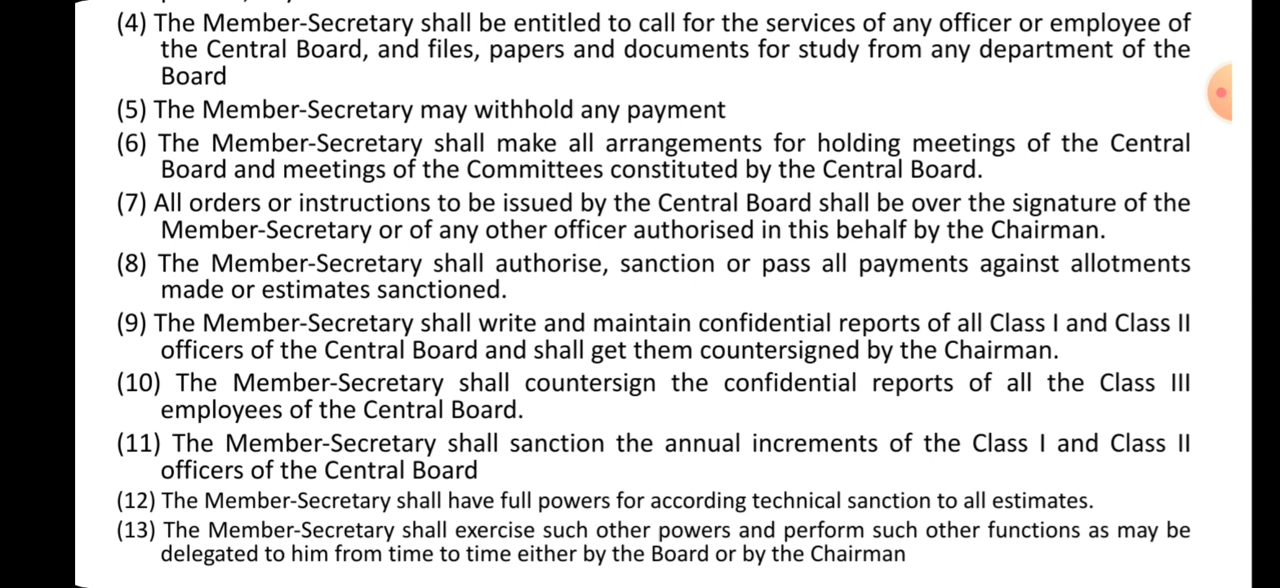 (4) The Member-Secretary shall be entitled to call for the services of any officer or employee of
the Central Board, and files, papers and documents for study from any department of the
Board
(5) The Member-Secretary may withhold any payment
(6) The Member-Secretary shall make all arrangements for holding meetings of the Central
Board and meetings of the Committees constituted by the Central Board.
(7) All orders or instructions to be issued by the Central Board shall be over the signature of the
Member-Secretary or of any other officer authorised in this behalf by the Chairman.
(8) The Member-Secretary shall authorise, sanction or pass all payments against allotments
made or estimates sanctioned.
(9) The Member-Secretary shall write and maintain confidential reports of all Class I and Class II
officers of the Central Board and shall get them countersigned by the Chairman.
(10) The Member-Secretary shall countersign the confidential reports of all the Class III
employees of the Central Board.
(11) The Member-Secretary shall sanction the annual increments of the Class I and Class II
officers of the Central Board
(12) The Member-Secretary shall have full powers for according technical sanction to all estimates.
(13) The Member-Secretary shall exercise such other powers and perform such other functions as may be
delegated to him from time to time either by the Board or by the Chairman